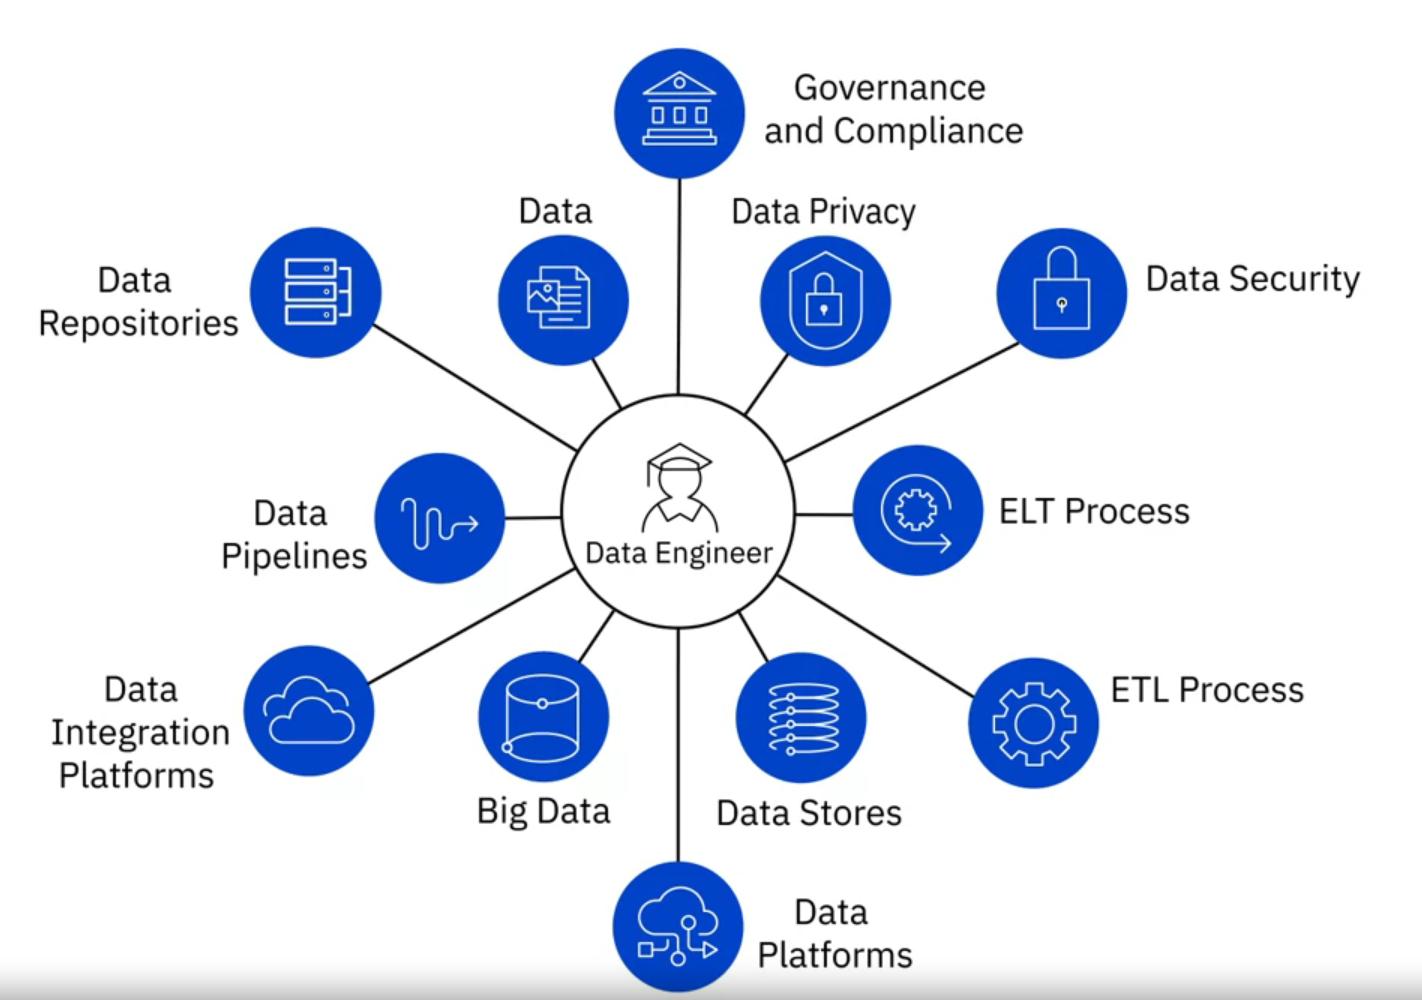 Governance
and Compliance
Data
Data Privacy
Data
Repositories
Data Security
Data
Pipelines
Data Engineer
ELT Process
Data
Integration
Platforms
Big Data
Data Stores
ETL Process
Data
Platforms